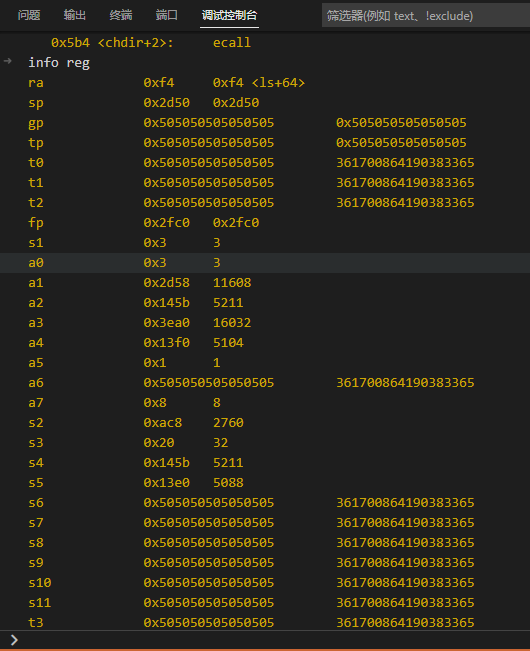 问题 输出 终端 端口 调试控制台 筛选器(例如 text、!exclude)
0x5b4 <chdir+2>: ecall
info reg
ra 0xf4 0xf4 <ls+64>
sp 0x2d50 0x2d50
gp 0x505050505050505 0x505050505050505
tp 0x505050505050505 0x505050505050505
t0 0x505050505050505 361700864190383365
t1 0x505050505050505 361700864190383365
t2 0x505050505050505 361700864190383365
fp 0x2fc0 0x2fc0
s1 0x3 3
a0 0x3 3
a1 0x2d58 11608
a2 0x145b 5211
a3 0x3ea0 16032
a4 0x13f0 5104
a5 0x1 1
a6 0x505050505050505 361700864190383365
a7 0x8 8
s2 0xac8 2760
s3 0x20 32
s4 0x145b 5211
s5 0x13e0 5088
s6 0x505050505050505 361700864190383365
s7 0x505050505050505 361700864190383365
s8 0x505050505050505 361700864190383365
s9 0x505050505050505 361700864190383365
s10 0x505050505050505 361700864190383365
s11 0x505050505050505 361700864190383365
t3 0x505050505050505 361700864190383365